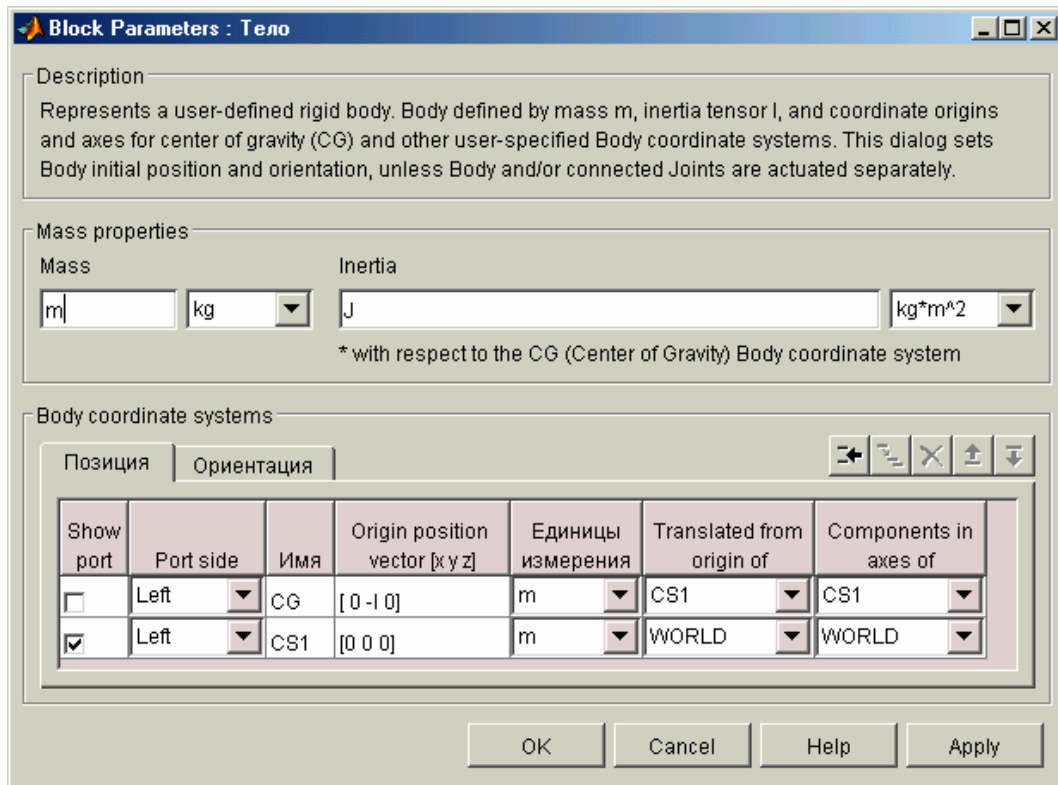 Block Parameters : Тело
Description
Represents a user-defined rigid body. Body defined by mass m, inertia tensor I, and coordinate origins
and axes for center of gravity (CG) and other user-specified Body coordinate systems. This dialog sets
Body initial position and orientation, unless Body and/or connected Joints are actuated separately.
Mass properties
Mass Inertia
m kg J kg*m^2
* with respect to the CG (Center of Gravity) Body coordinate system
Body coordinate systems
Позиция Ориентация
Show port Port side Имя Origin position vector [x y z] Единицы измерения Translated from origin of Components in axes of
Left CG [ 0 -l 0] m CS1 CS1
Left CS1 [0 0 0] m WORLD WORLD
OK Cancel Help Apply